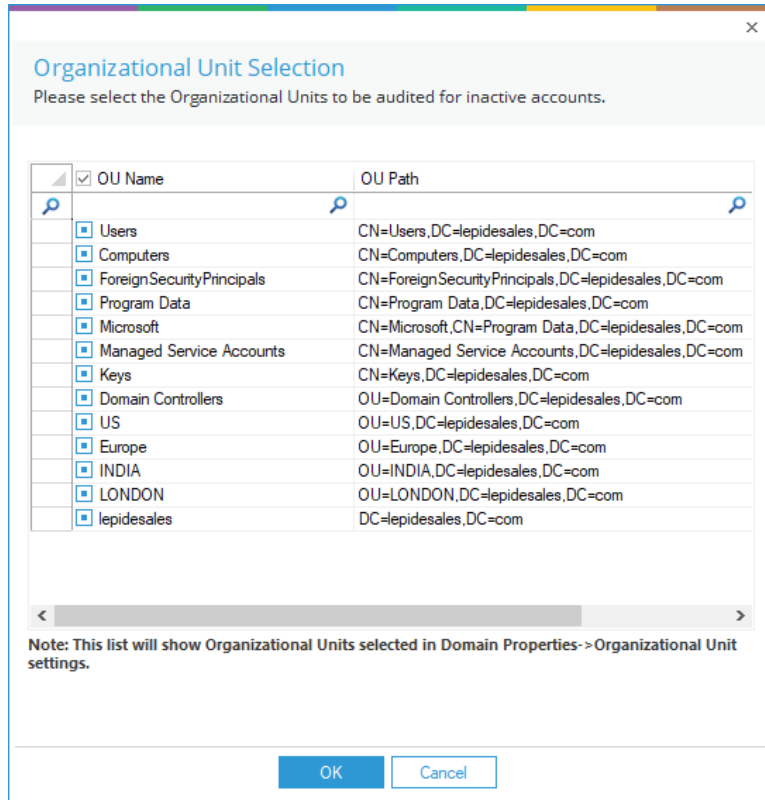 Organizational Unit Selection
Please select the Organizational Units to be audited for inactive accounts.
OU Name OU Path
Users CN=Users,DC=lepidesales,DC=com
Computers CN=Computers,DC=lepidesales,DC=com
ForeignSecurityPrincipals CN=ForeignSecurityPrincipals,DC=lepidesales,DC=com
Program Data CN=Program Data,DC=lepidesales,DC=com
Microsoft CN=Microsoft,CN=Program Data,DC=lepidesales,DC=com
Managed Service Accounts CN=Managed Service Accounts,DC=lepidesales,DC=com
Keys CN=Keys,DC=lepidesales,DC=com
Domain Controllers OU=Domain Controllers,DC=lepidesales,DC=com
US OU=US,DC=lepidesales,DC=com
Europe OU=Europe,DC=lepidesales,DC=com
INDIA OU=INDIA,DC=lepidesales,DC=com
LONDON OU=LONDON,DC=lepidesales,DC=com
lepidesales DC=lepidesales,DC=com
Note: This list will show Organizational Units selected in Domain Properties->Organizational Unit
settings.
OK Cancel